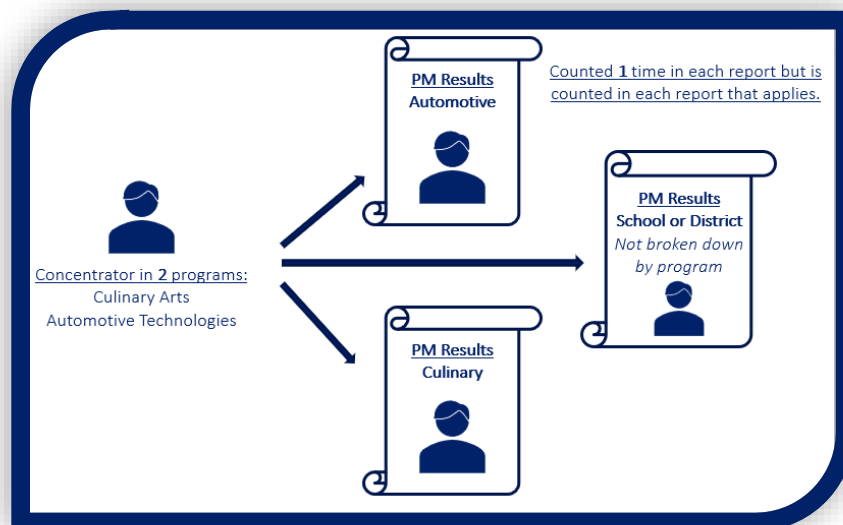 Concentrator in 2 programs:
Culinary Arts
Automotive Technologies
PM Results
Automotive
Counted 1 time in each report but is
counted in each report that applies.
PM Results
School or District
Not broken down
by program
PM Results
Culinary